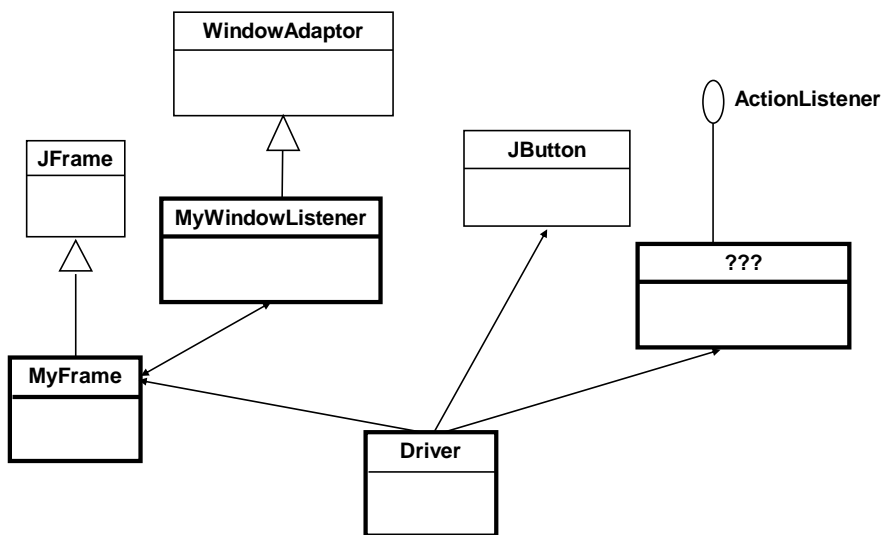 WindowAdaptor
ActionListener
JFrame
JButton
MyWindowListener
???
MyFrame
Driver